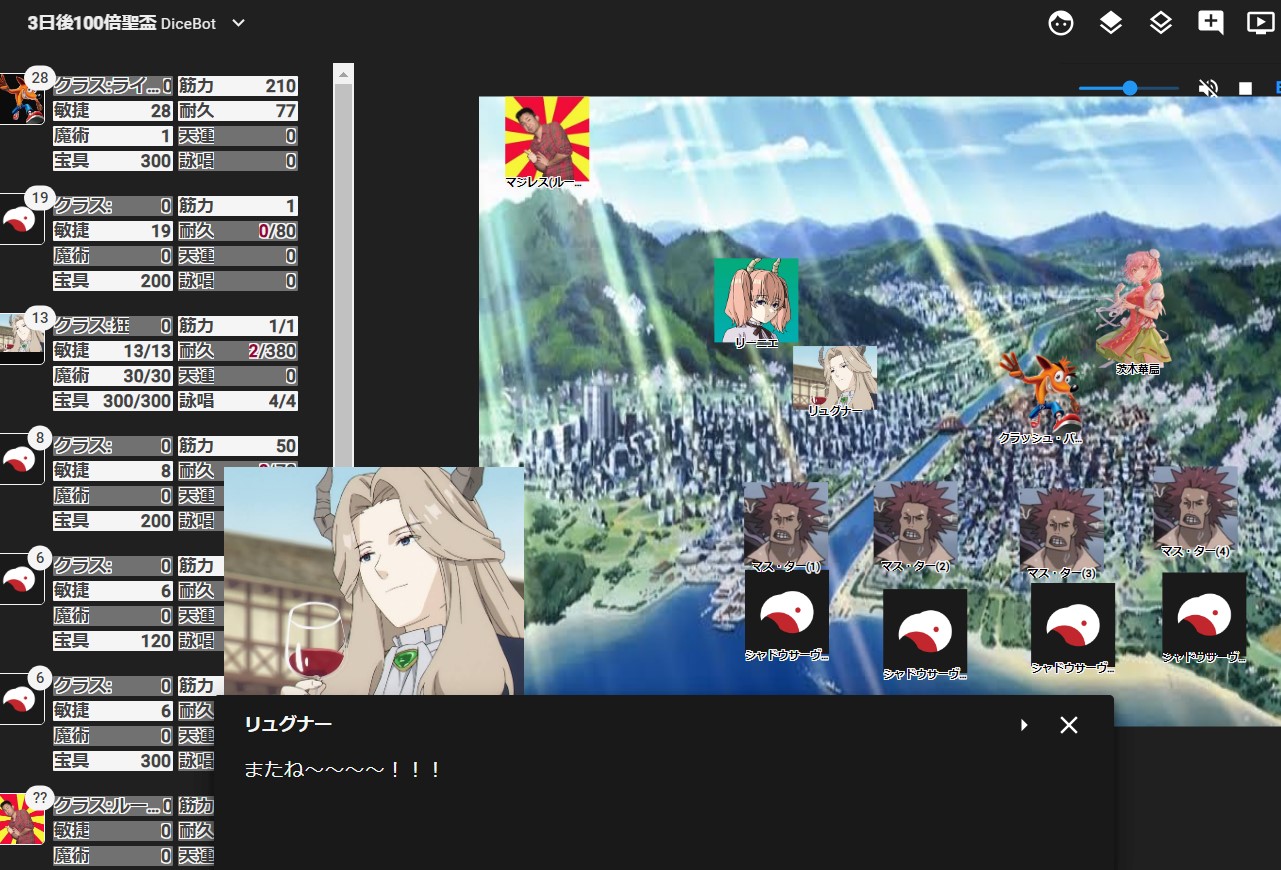 3日後100倍聖盃 DiceBot
28
クラス:ライ... 0 筋力 210
敏捷 28 耐久 77
魔術 1 天運 0
宝具 300 詠唱 0
19
クラス: 0 筋力 1
敏捷 19 耐久 0/80
魔術 0 天運 0
宝具 200 詠唱 0
13
クラス:狂 0 筋力 1/1
敏捷 13/13 耐久 2/380
魔術 30/30 天運 0
宝具 300/300 詠唱 4/4
8
クラス: 0 筋力 50
敏捷 8 耐久
魔術 0 天運
宝具 200 詠唱
6
クラス: 0 筋力
敏捷 6 耐久
魔術 0 天運
宝具 120 詠唱
6
クラス: 0 筋力
敏捷 6 耐久
魔術 0 天運
宝具 300 詠唱
??
クラス:ルー... 0 筋力
敏捷 0 耐久
魔術 0 天運
マジレス(ルー...
リーニエ
リュグナー
茨木華扇
クラッシュ・バ...
マス・ター(1)
マス・ター(2)
マス・ター(3)
マス・ター(4)
シャドウサーヴ...
シャドウサーヴ...
シャドウサーヴ...
シャドウサーヴ...
リュグナー
またね～～～～！！！